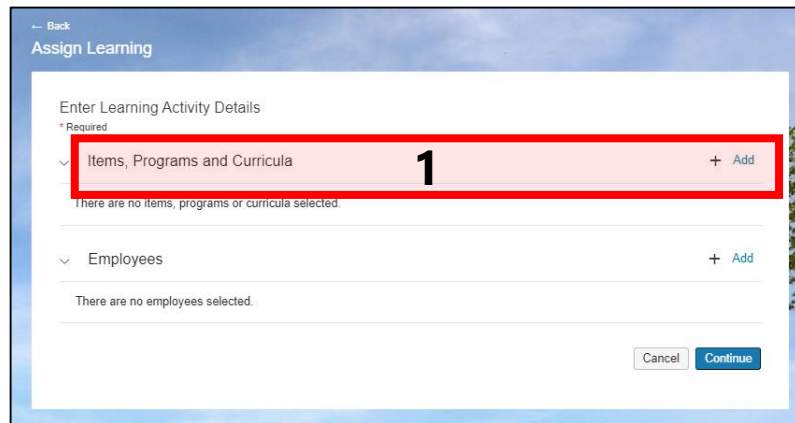 ← Back
Assign Learning
Enter Learning Activity Details
* Required
Items, Programs and Curricula 1 + Add
There are no items, programs or curricula selected.
Employees + Add
There are no employees selected.
Cancel Continue